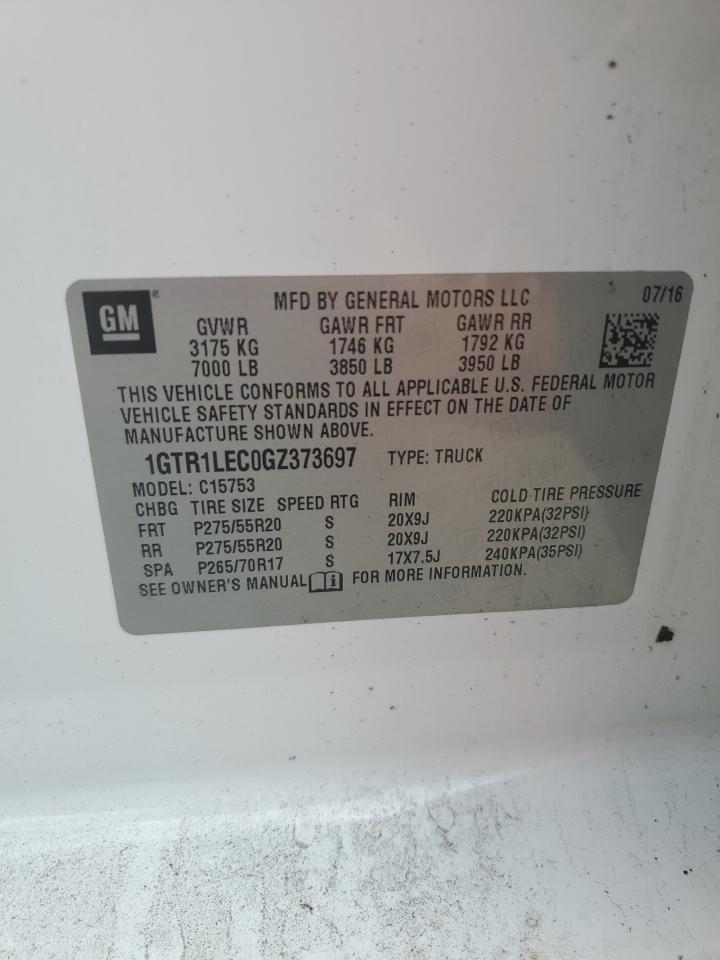 GM® MFD BY GENERAL MOTORS LLC 07/16
GVWR GAWR FRT GAWR RR
3175 KG 1746 KG 1792 KG
7000 LB 3850 LB 3950 LB
THIS VEHICLE CONFORMS TO ALL APPLICABLE U.S. FEDERAL MOTOR
VEHICLE SAFETY STANDARDS IN EFFECT ON THE DATE OF
MANUFACTURE SHOWN ABOVE.
1GTR1LEC0GZ373697 TYPE: TRUCK
MODEL: C15753
CHBG TIRE SIZE SPEED RTG RIM COLD TIRE PRESSURE
FRT P275/55R20 S 20X9J 220KPA(32PSI)
RR P275/55R20 S 20X9J 220KPA(32PSI)
SPA P265/70R17 S 17X7.5J 240KPA(35PSI)
SEE OWNER'S MANUAL i FOR MORE INFORMATION.